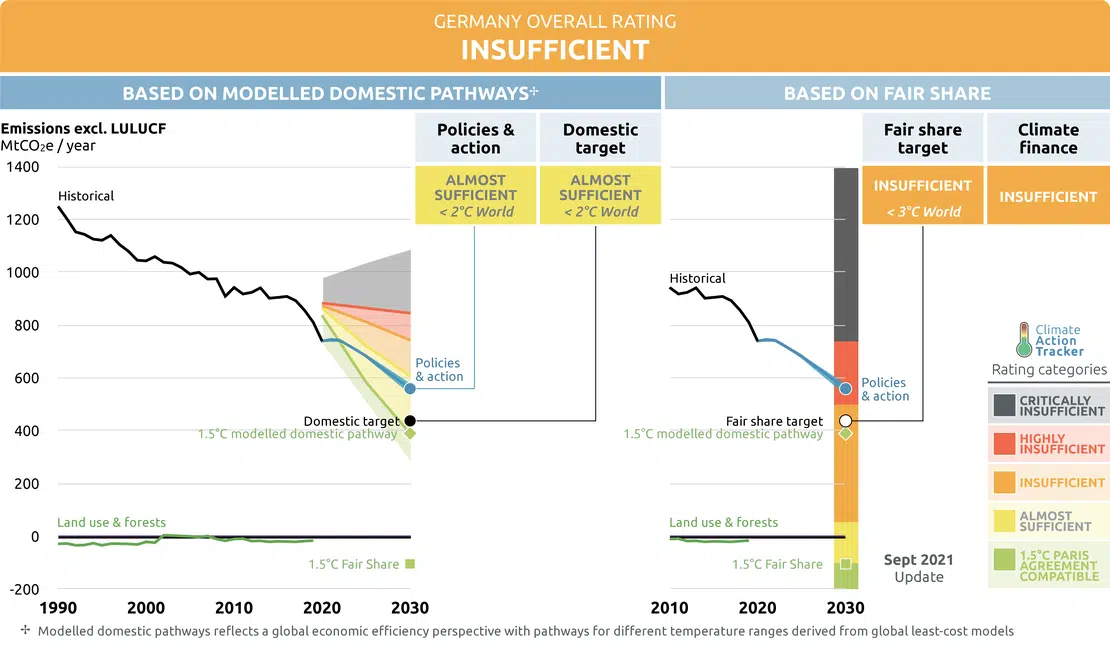 GERMANY OVERALL RATING
INSUFFICIENT
BASED ON MODELLED DOMESTIC PATHWAYS✢
BASED ON FAIR SHARE
Emissions excl. LULUCF
MtCO₂e / year
Policies &
action
Domestic
target
ALMOST
SUFFICIENT
< 2°C World
ALMOST
SUFFICIENT
< 2°C World
1400
1200
1000
800
600
400
200
0
-200
Historical
Policies
& action
Domestic target
1.5°C modelled domestic pathway
Land use & forests
1.5°C Fair Share
1990
2000
2010
2020
2030
Fair share
target
Climate
finance
INSUFFICIENT
< 3°C World
INSUFFICIENT
Historical
Policies
& action
Fair share target
1.5°C modelled domestic pathway
Land use & forests
1.5°C Fair Share
2010
2020
2030
Climate
Action
Tracker
Rating categories
CRITICALLY
INSUFFICIENT
HIGHLY
INSUFFICIENT
INSUFFICIENT
ALMOST
SUFFICIENT
1.5°C PARIS
AGREEMENT
COMPATIBLE
Sept 2021
Update
✢ Modelled domestic pathways reflects a global economic efficiency perspective with pathways for different temperature ranges derived from global least-cost models